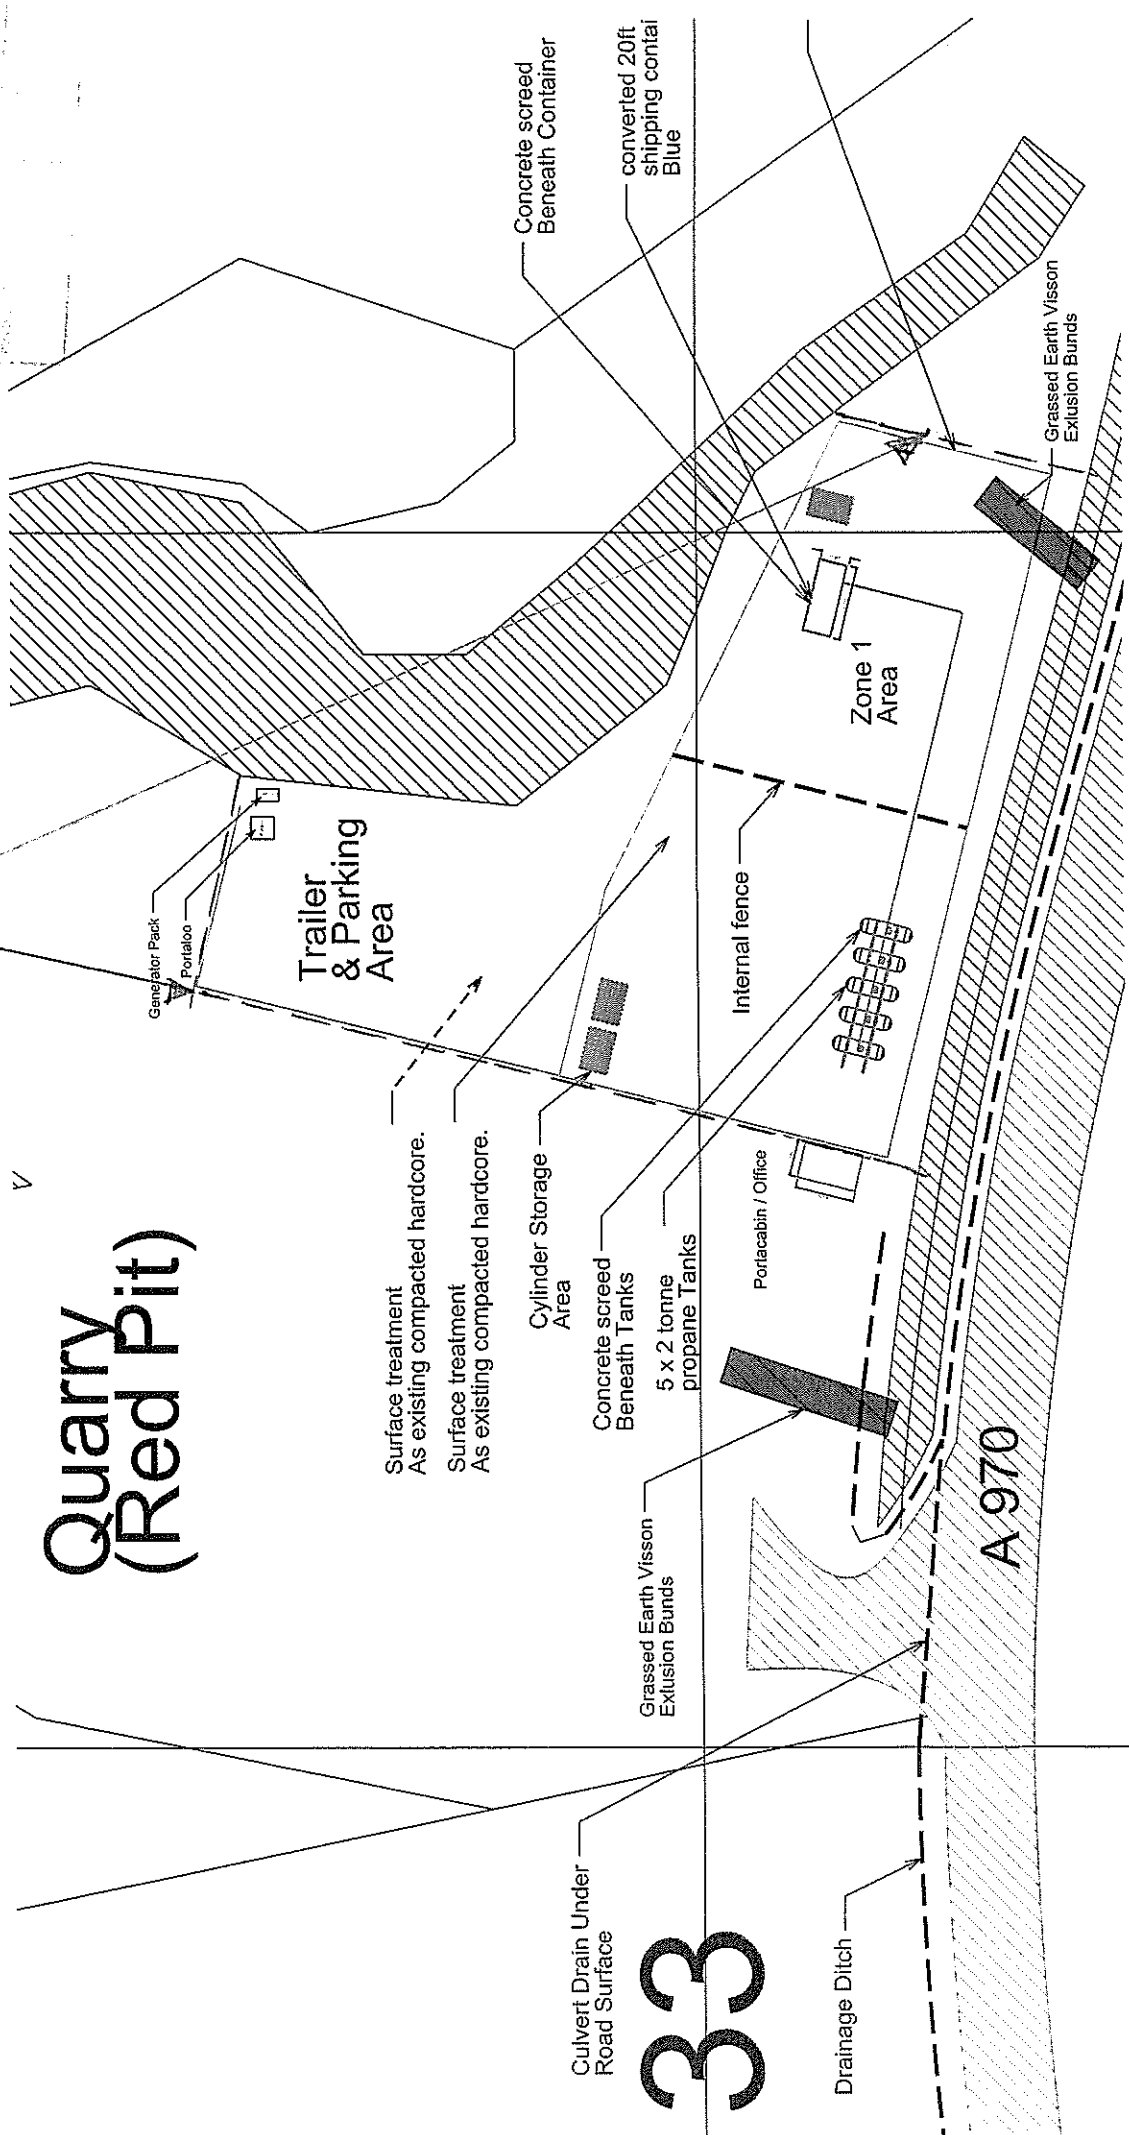 Quarry
(Red Pit)
Generator Pack
Portaloo
Trailer
& Parking
Area
Surface treatment
As existing compacted hardcore.
Surface treatment
As existing compacted hardcore.
Cylinder Storage
Area
Concrete screed
Beneath Tanks
5 x 2 tonne
propane Tanks
Portacabin / Office
Internal fence
Zone 1
Area
Concrete screed
Beneath Container
converted 20ft
shipping contai
Blue
Grassed Earth Visson
Exlusion Bunds
Grassed Earth Visson
Exlusion Bunds
Culvert Drain Under
Road Surface
33
Drainage Ditch
A 970